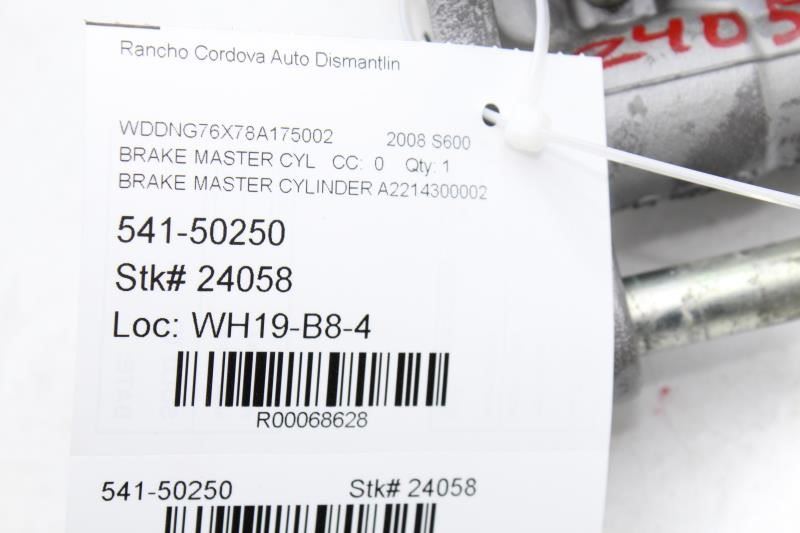 Rancho Cordova Auto Dismantlin
WDDNG76X78A175002 2008 S600
BRAKE MASTER CYL CC: 0 Qty: 1
BRAKE MASTER CYLINDER A2214300002
541-50250
Stk# 24058
Loc: WH19-B8-4
R00068628
541-50250 Stk# 24058
2405